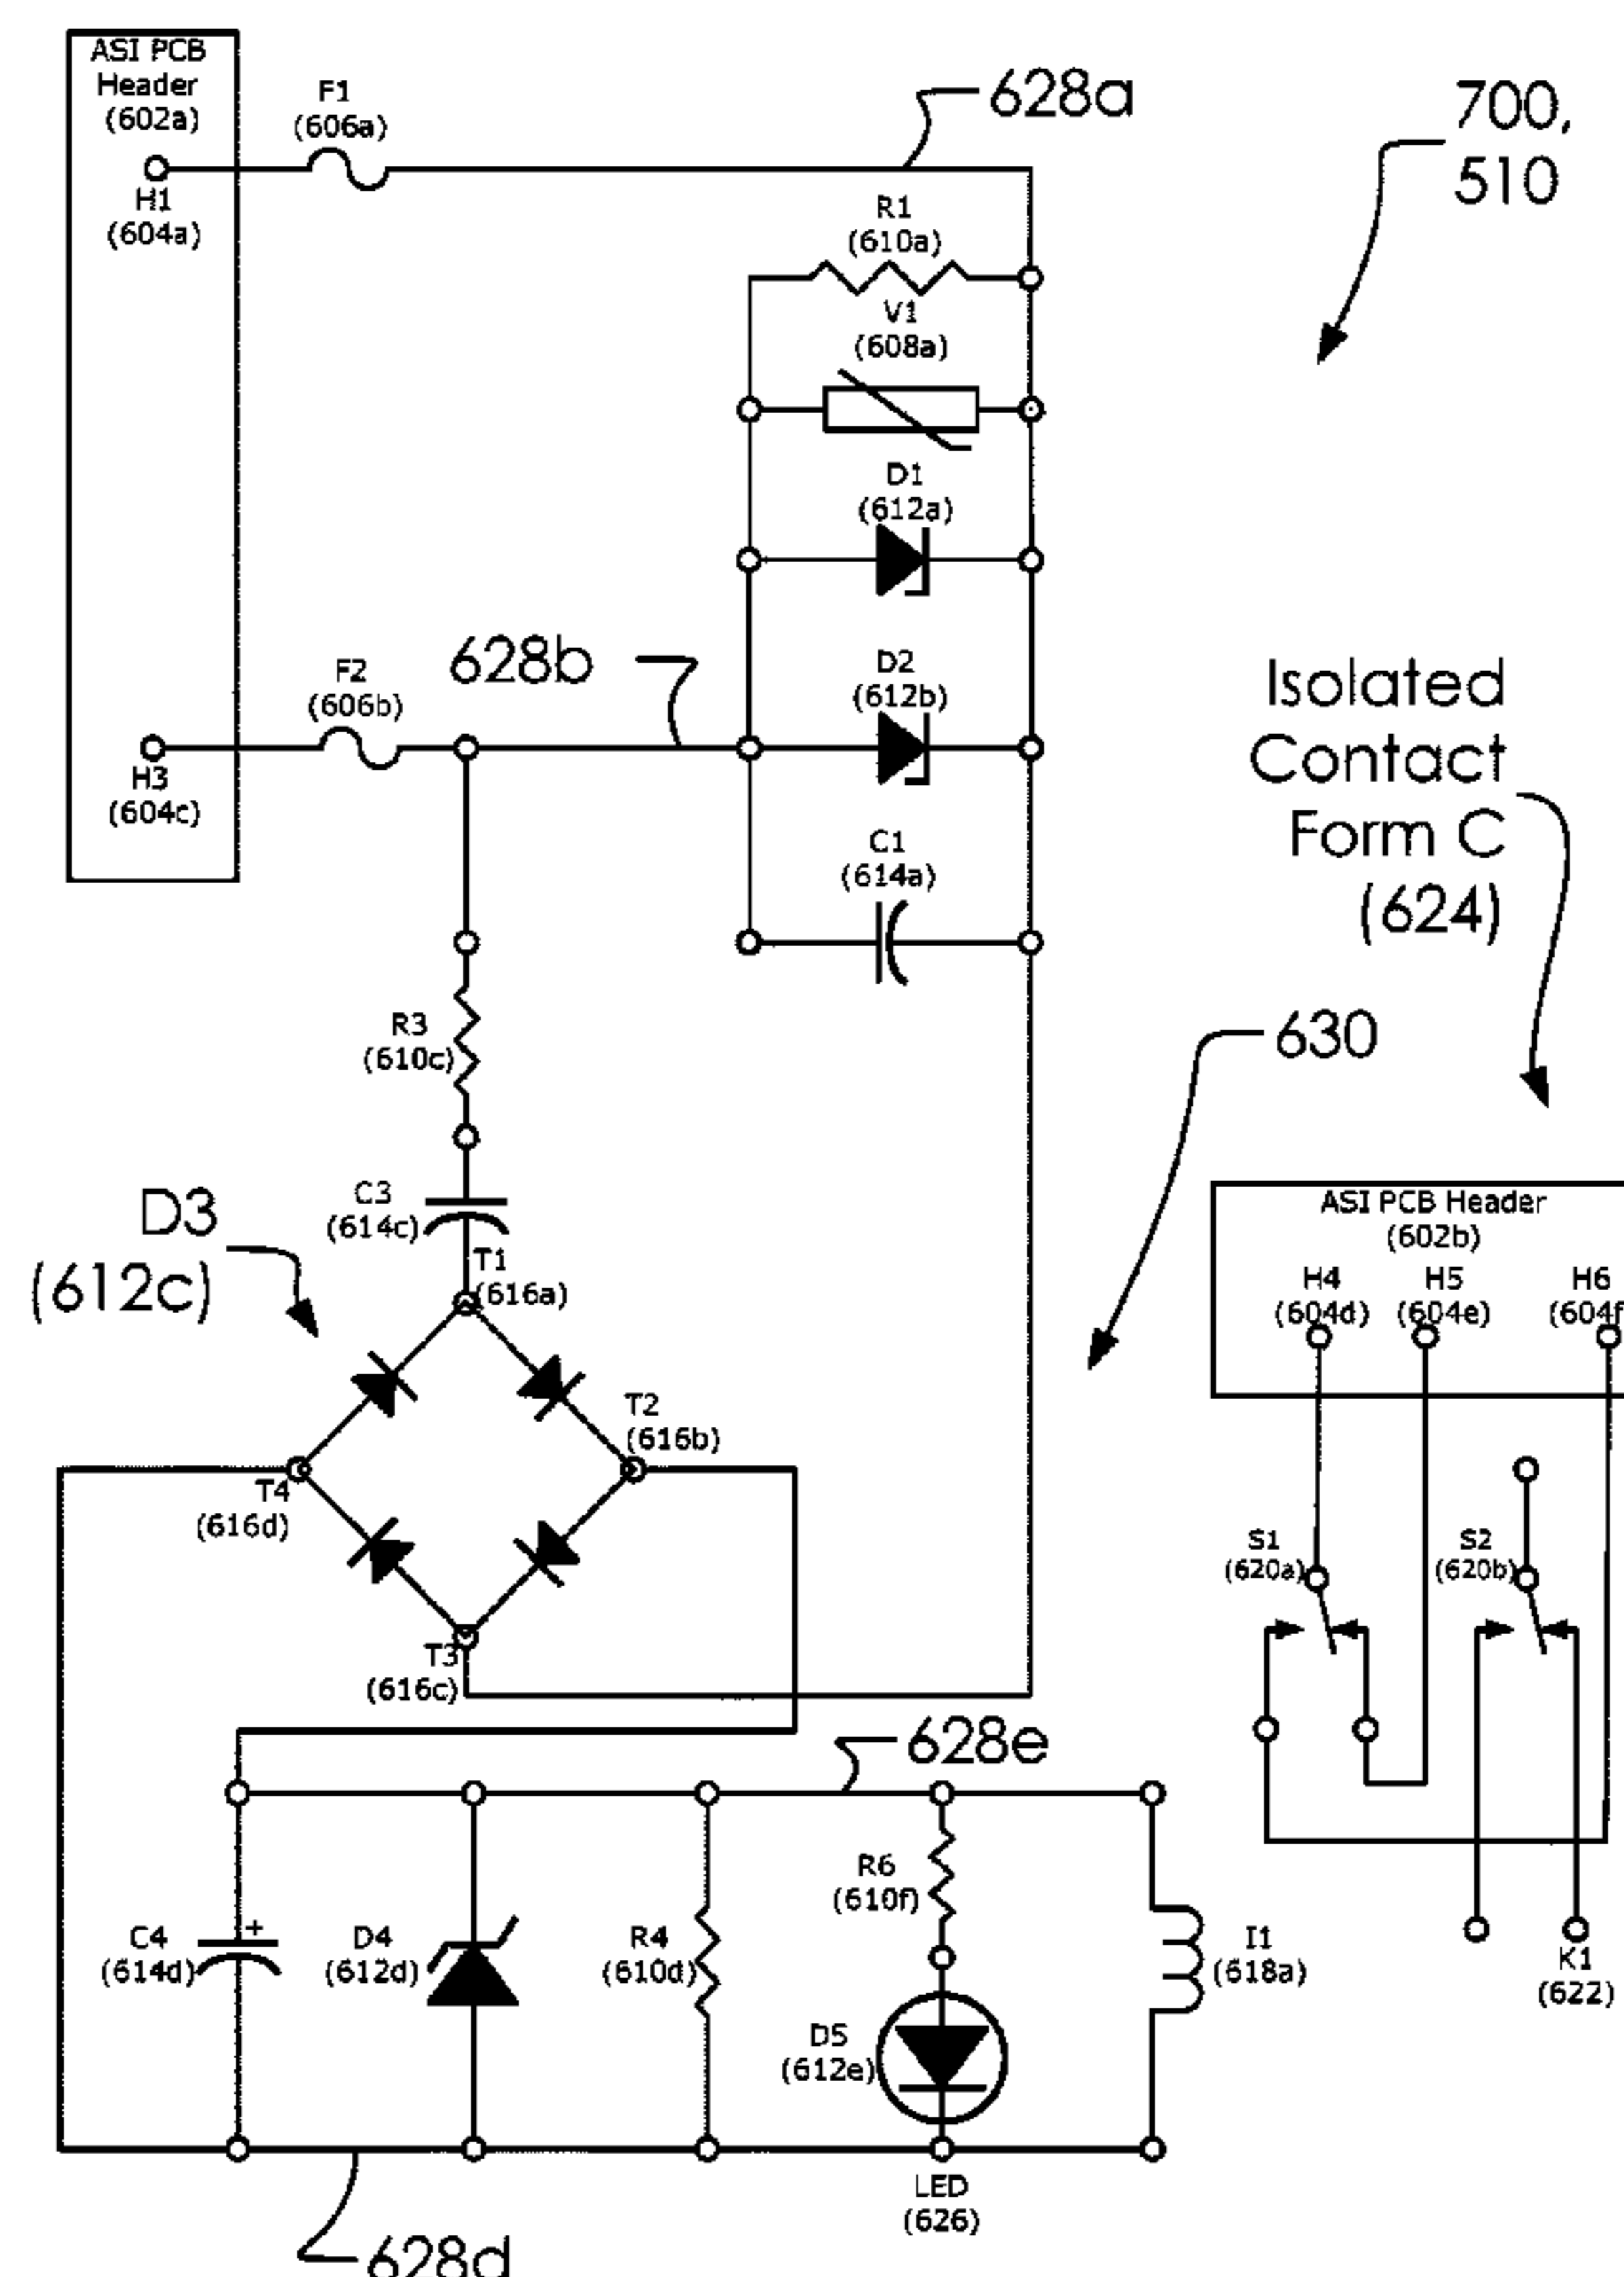 ASI PCB
Header
(602a)
F1
(606a)
628a
700,
510
H1
(604a)
R1
(610a)
V1
(608a)
D1
(612a)
F2
(606b)
628b
D2
(612b)
H3
(604c)
C1
(614a)
Isolated
Contact
Form C
(624)
R3
(610c)
630
D3
(612c)
C3
(614c)
T1
(616a)
T2
(616b)
T4
(616d)
T3
(616c)
ASI PCB Header
(602b)
H4
(604d)
H5
(604e)
H6
(604f
S1
(620a)
S2
(620b)
K1
(622)
628e
C4
(614d)
+
D4
(612d)
R4
(610d)
R6
(610f)
D5
(612e)
I1
(618a)
LED
(626)
628d